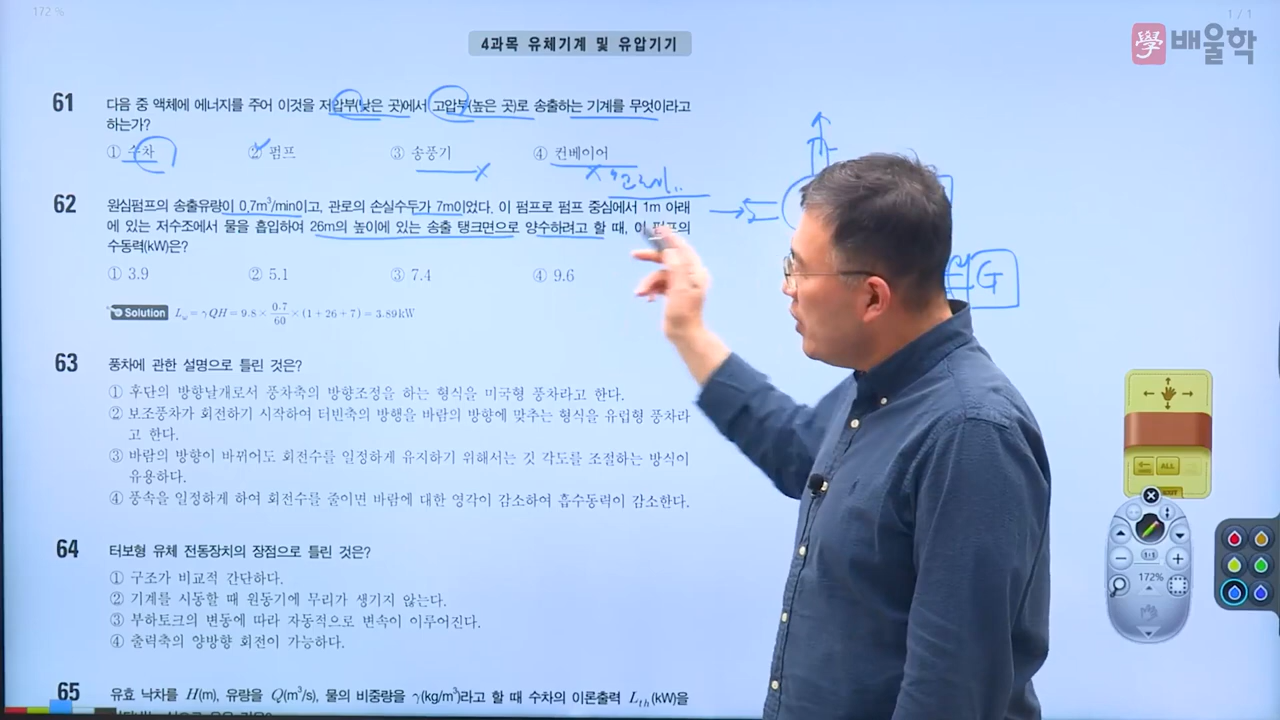 172 %
1 / 1
學 배울학
4과목 유체기계 및 유압기기
61 다음 중 액체에 에너지를 주어 이것을 저압부(낮은 곳)에서 고압부(높은 곳)로 송출하는 기계를 무엇이라고
하는가?
① 수차 ② 펌프 ③ 송풍기 ④ 컨베이어
62 원심펌프의 송출유량이 0.7m³/min이고, 관로의 손실수두가 7m이었다. 이 펌프로 펌프 중심에서 1m 아래
에 있는 저수조에서 물을 흡입하여 26m의 높이에 있는 송출 탱크면으로 양수하려고 할 때, 이 펌프의
수동력(kW)은?
① 3.9 ② 5.1 ③ 7.4 ④ 9.6
Solution L_w = γQH = 9.8 × 0.7/60 × (1 + 26 + 7) = 3.89kW
G
63 풍차에 관한 설명으로 틀린 것은?
① 후단의 방향날개로서 풍차축의 방향조정을 하는 형식을 미국형 풍차라고 한다.
② 보조풍차가 회전하기 시작하여 터빈축의 방행을 바람의 방향에 맞추는 형식을 유럽형 풍차라
고 한다.
③ 바람의 방향이 바뀌어도 회전수를 일정하게 유지하기 위해서는 깃 각도를 조절하는 방식이
유용하다.
④ 풍속을 일정하게 하여 회전수를 줄이면 바람에 대한 영각이 감소하여 흡수동력이 감소한다.
64 터보형 유체 전동장치의 장점으로 틀린 것은?
① 구조가 비교적 간단하다.
② 기계를 시동할 때 원동기에 무리가 생기지 않는다.
③ 부하토크의 변동에 따라 자동적으로 변속이 이루어진다.
④ 출력축의 양방향 회전이 가능하다.
65 유효 낙차를 H(m), 유량을 Q(m³/s), 물의 비중량을 γ(kg/m³)라고 할 때 수차의 이론출력 L_th(kW)을
ALL
172%